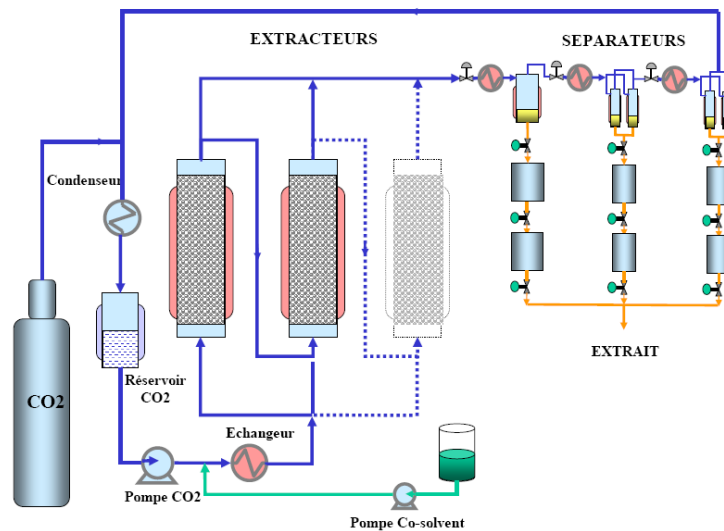 EXTRACTEURS
SEPARATEURS
Condenseur
CO2
Réservoir
CO2
EXTRAIT
Echangeur
Pompe CO2
Pompe Co-solvent